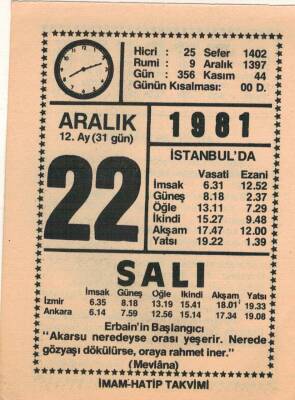 Hicri : 25 Sefer 1402
Rumi : 9 Aralık 1397
Gün : 356 Kasım 44
Günün Kısalması: 00 D.
ARALIK
12. Ay (31 gün)
1981
22
İSTANBUL'DA
Vasati Ezani
İmsak 6.31 12.52
Güneş 8.18 2.37
Öğle 13.11 7.29
İkindi 15.27 9.48
Akşam 17.47 12.00
Yatsı 19.22 1.39
SALI
İmsak Güneş Öğle İkindi Akşam Yatsı
İzmir 6.35 8.18 13.19 15.41 18.01 19.33
Ankara 6.14 7.59 12.56 15.14 17.34 19.08
Erbain'in Başlangıcı
"Akarsu neredeyse orası yeşerir. Nerede
gözyaşı dökülürse, oraya rahmet iner."
(Mevlâna)
İMAM-HATİP TAKVİMİ